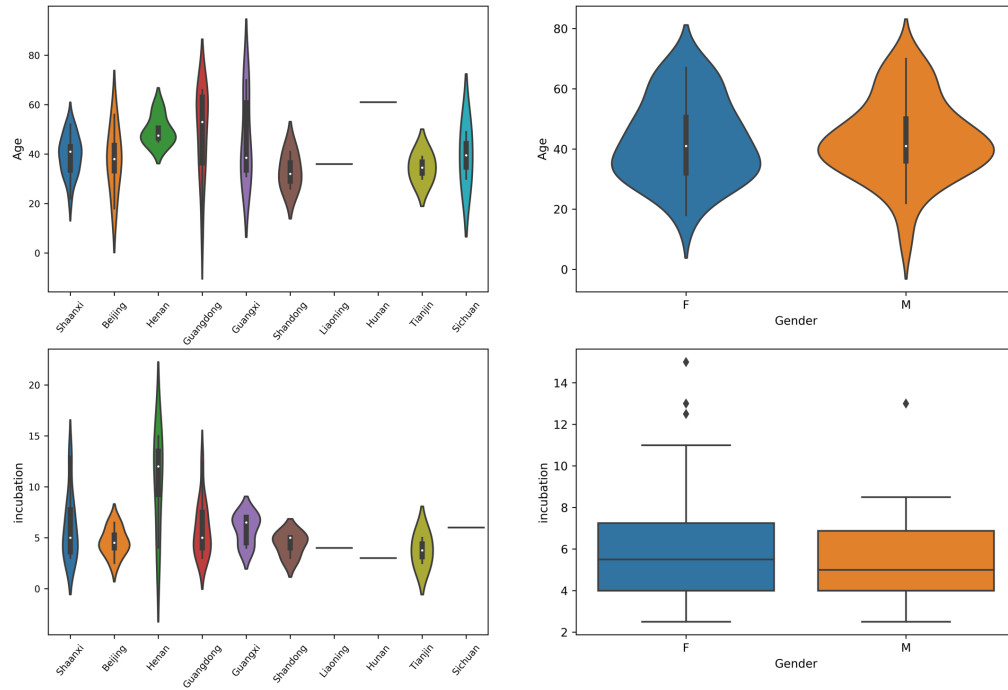 80
60
40
20
0
Age
Shaanxi
Beijing
Henan
Guangdong
Guangxi
Shandong
Liaoning
Hunan
Tianjin
Sichuan
80
60
40
20
0
Age
F
M
Gender
20
15
10
5
0
incubation
Shaanxi
Beijing
Henan
Guangdong
Guangxi
Shandong
Liaoning
Hunan
Tianjin
Sichuan
14
12
10
8
6
4
2
incubation
F
M
Gender